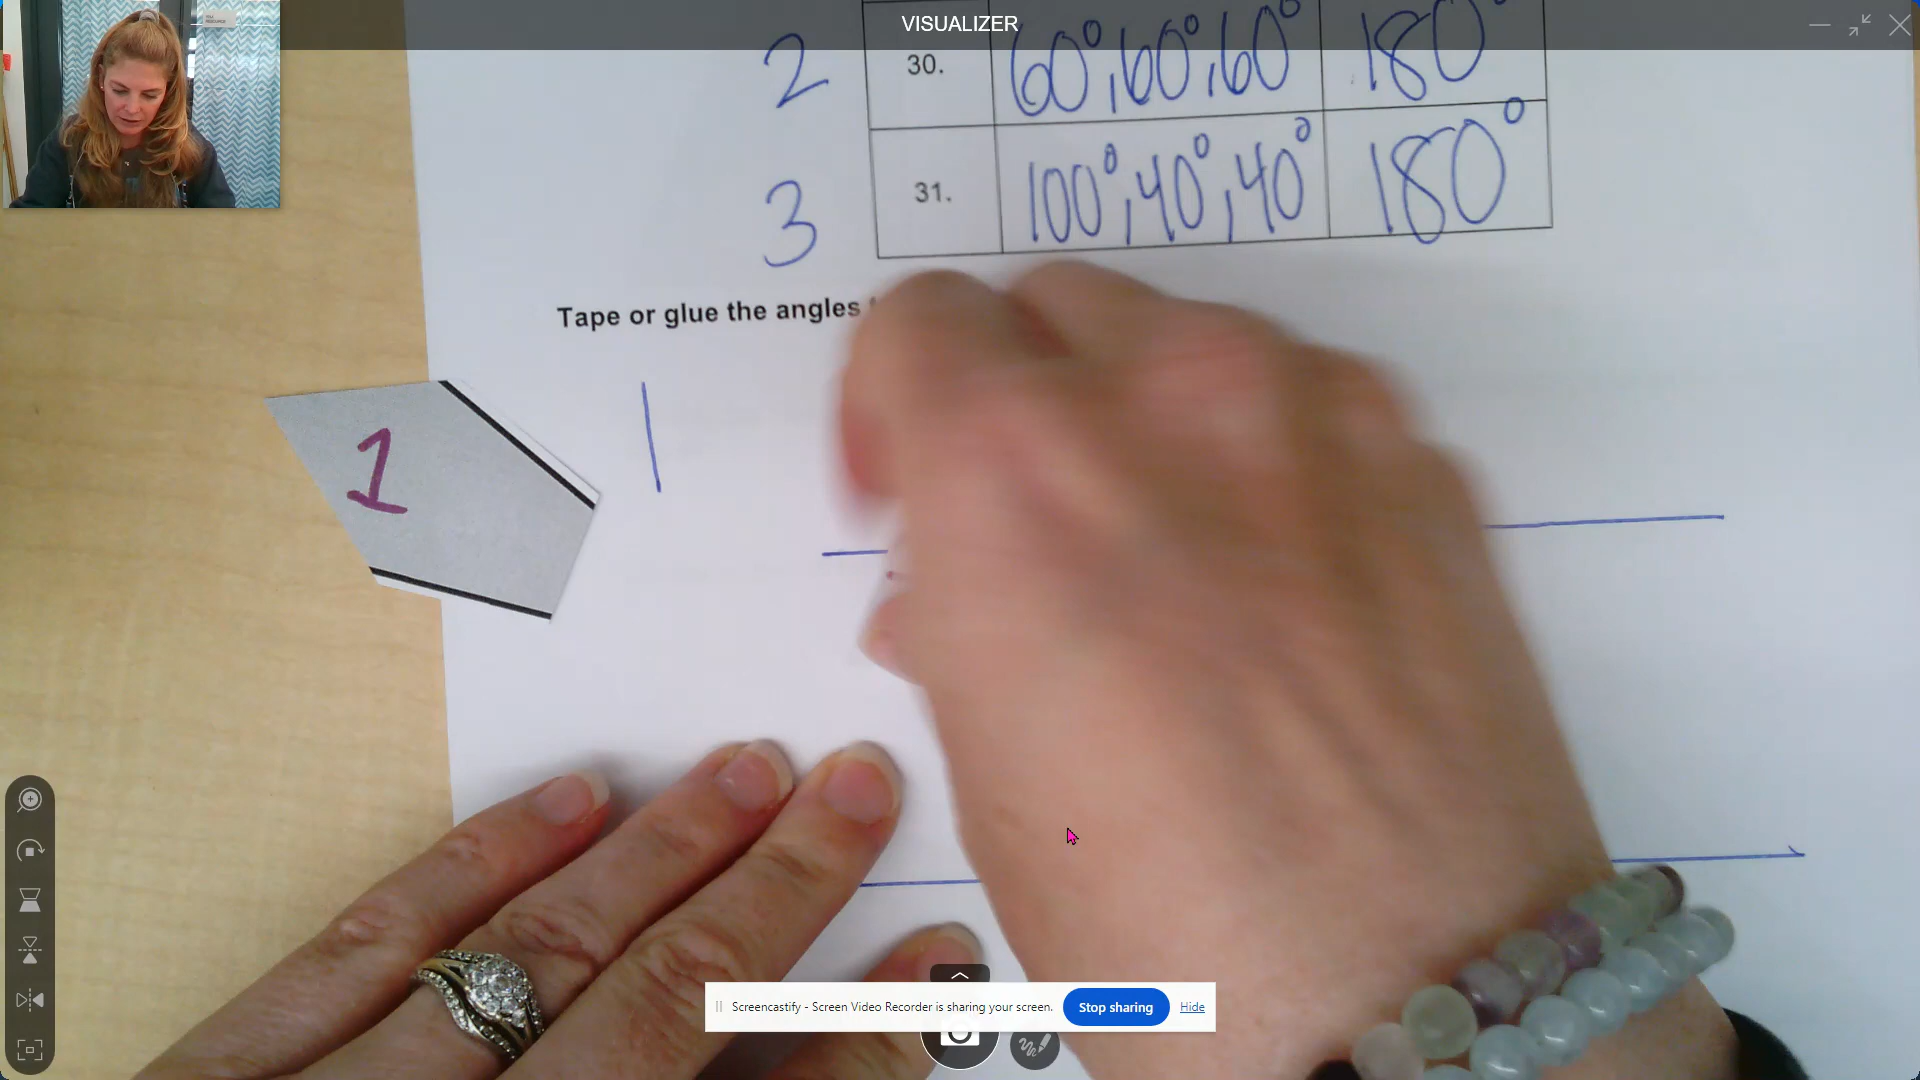 VISUALIZER
2 30. 60°, 60°, 60° 180°
3 31. 100°, 40°, 40° 180°
Tape or glue the angles
1
1
Screencastify - Screen Video Recorder is sharing your screen. Stop sharing Hide